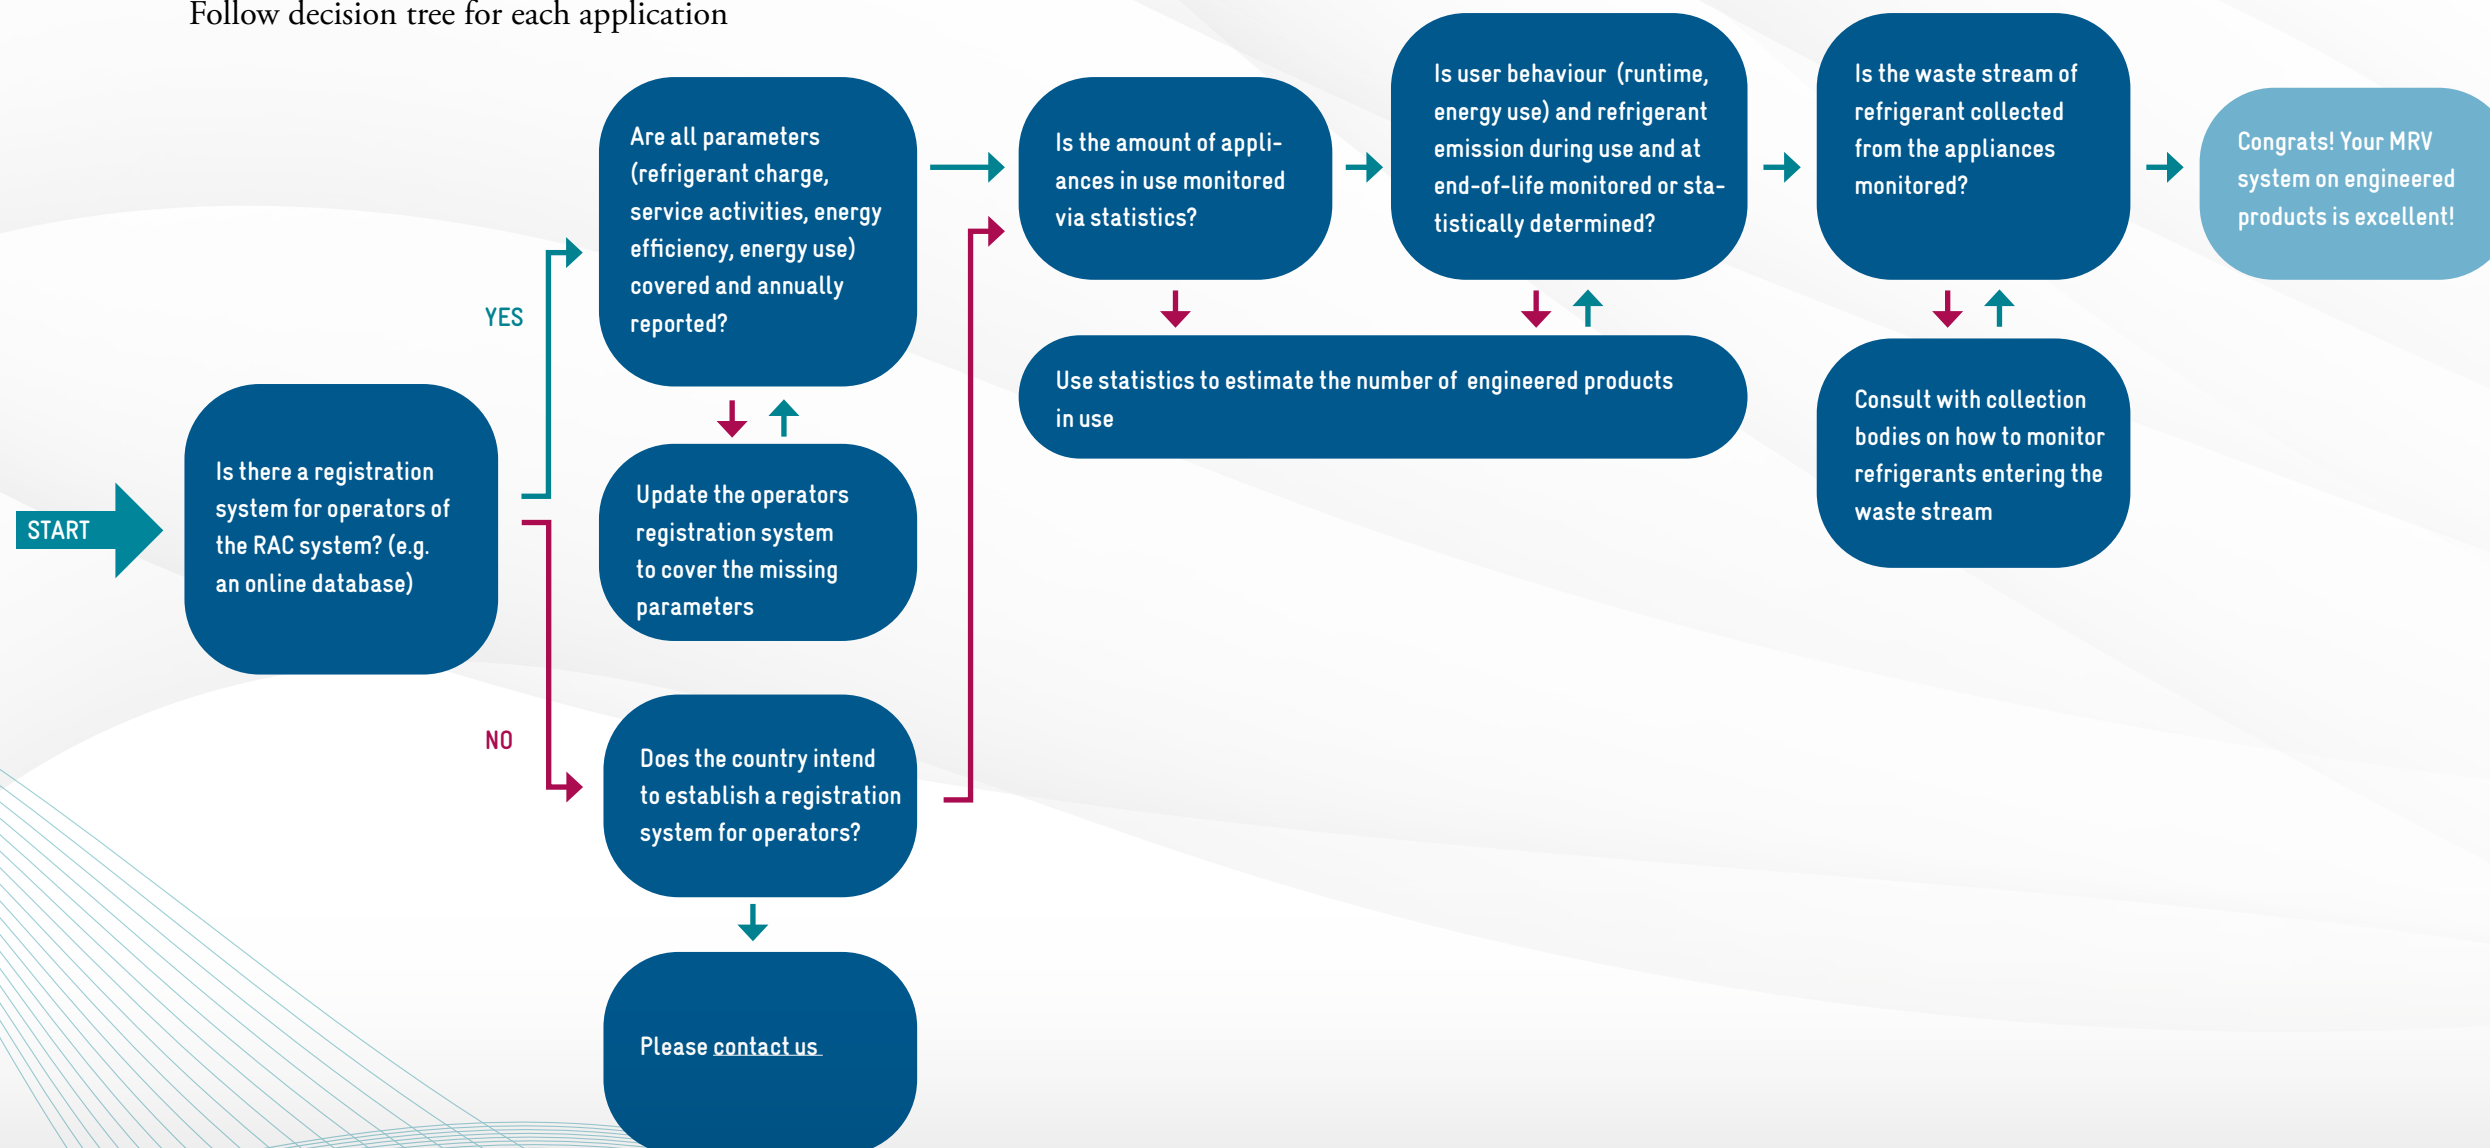 Follow decision tree for each application
START
Is there a registration
system for operators of
the RAC system? (e.g.
an online database)
YES
NO
Are all parameters
(refrigerant charge,
service activities, energy
efficiency, energy use)
covered and annually
reported?
Update the operators
registration system
to cover the missing
parameters
Does the country intend
to establish a registration
system for operators?
Please contact us
Is the amount of appli-
ances in use monitored
via statistics?
Is user behaviour (runtime,
energy use) and refrigerant
emission during use and at
end-of-life monitored or sta-
tistically determined?
Use statistics to estimate the number of engineered products
in use
Is the waste stream of
refrigerant collected
from the appliances
monitored?
Consult with collection
bodies on how to monitor
refrigerants entering the
waste stream
Congrats! Your MRV
system on engineered
products is excellent!